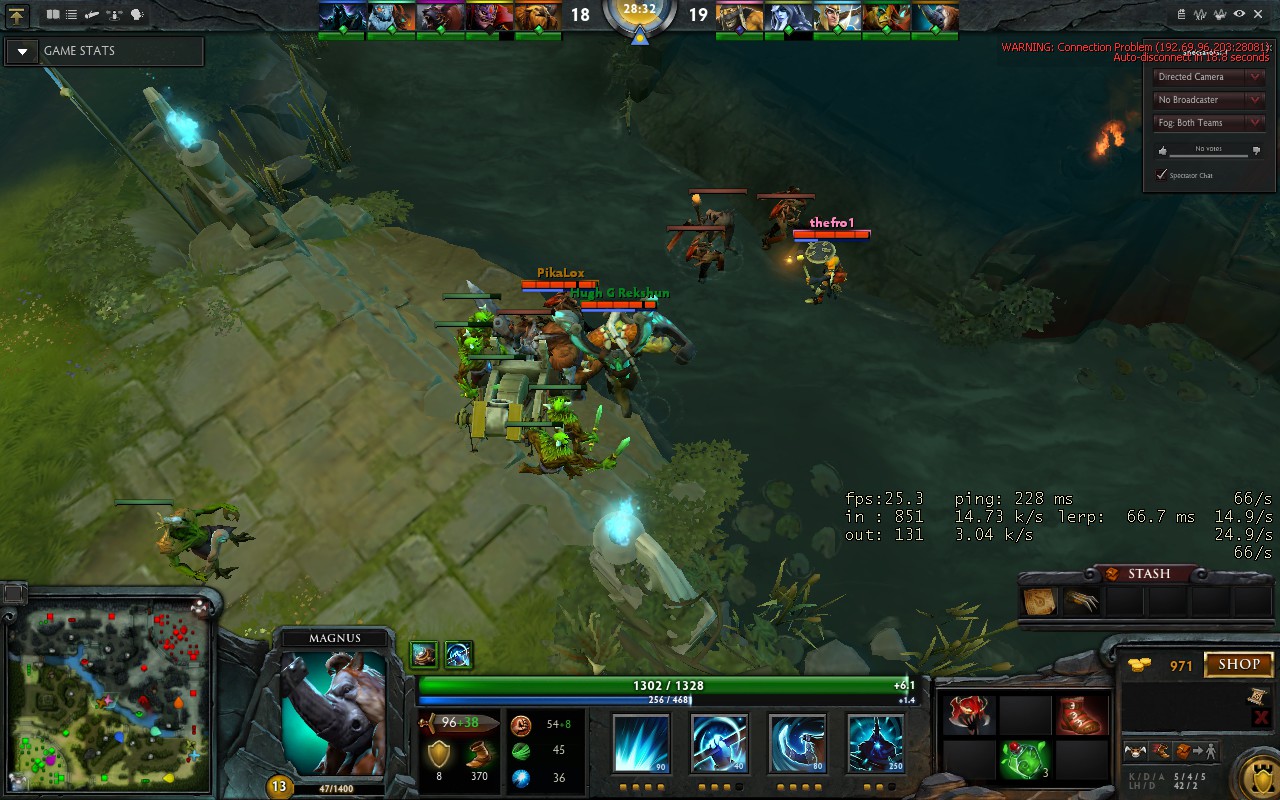 18
28:32
19
GAME STATS
WARNING: Connection Problem (192.69.96.203:28081):
Auto-disconnect in 18.8 seconds
Directed Camera
No Broadcaster
Fog: Both Teams
No votes
Spectator Chat
thefro1
PikaLox
Hugh G Rekshun
fps:25.3 ping: 228 ms 66/s
in : 851 14.73 k/s lerp: 66.7 ms 14.9/s
out: 131 3.04 k/s 24.9/s
66/s
STASH
MAGNUS
1302 / 1328 +6.1
256 / 468 +1.4
971
SHOP
96+38
54+8
45
8
370
36
90
40
80
250
3
13
47/1400
K / D / A 5 / 4 / 5
LH / D 42 / 2